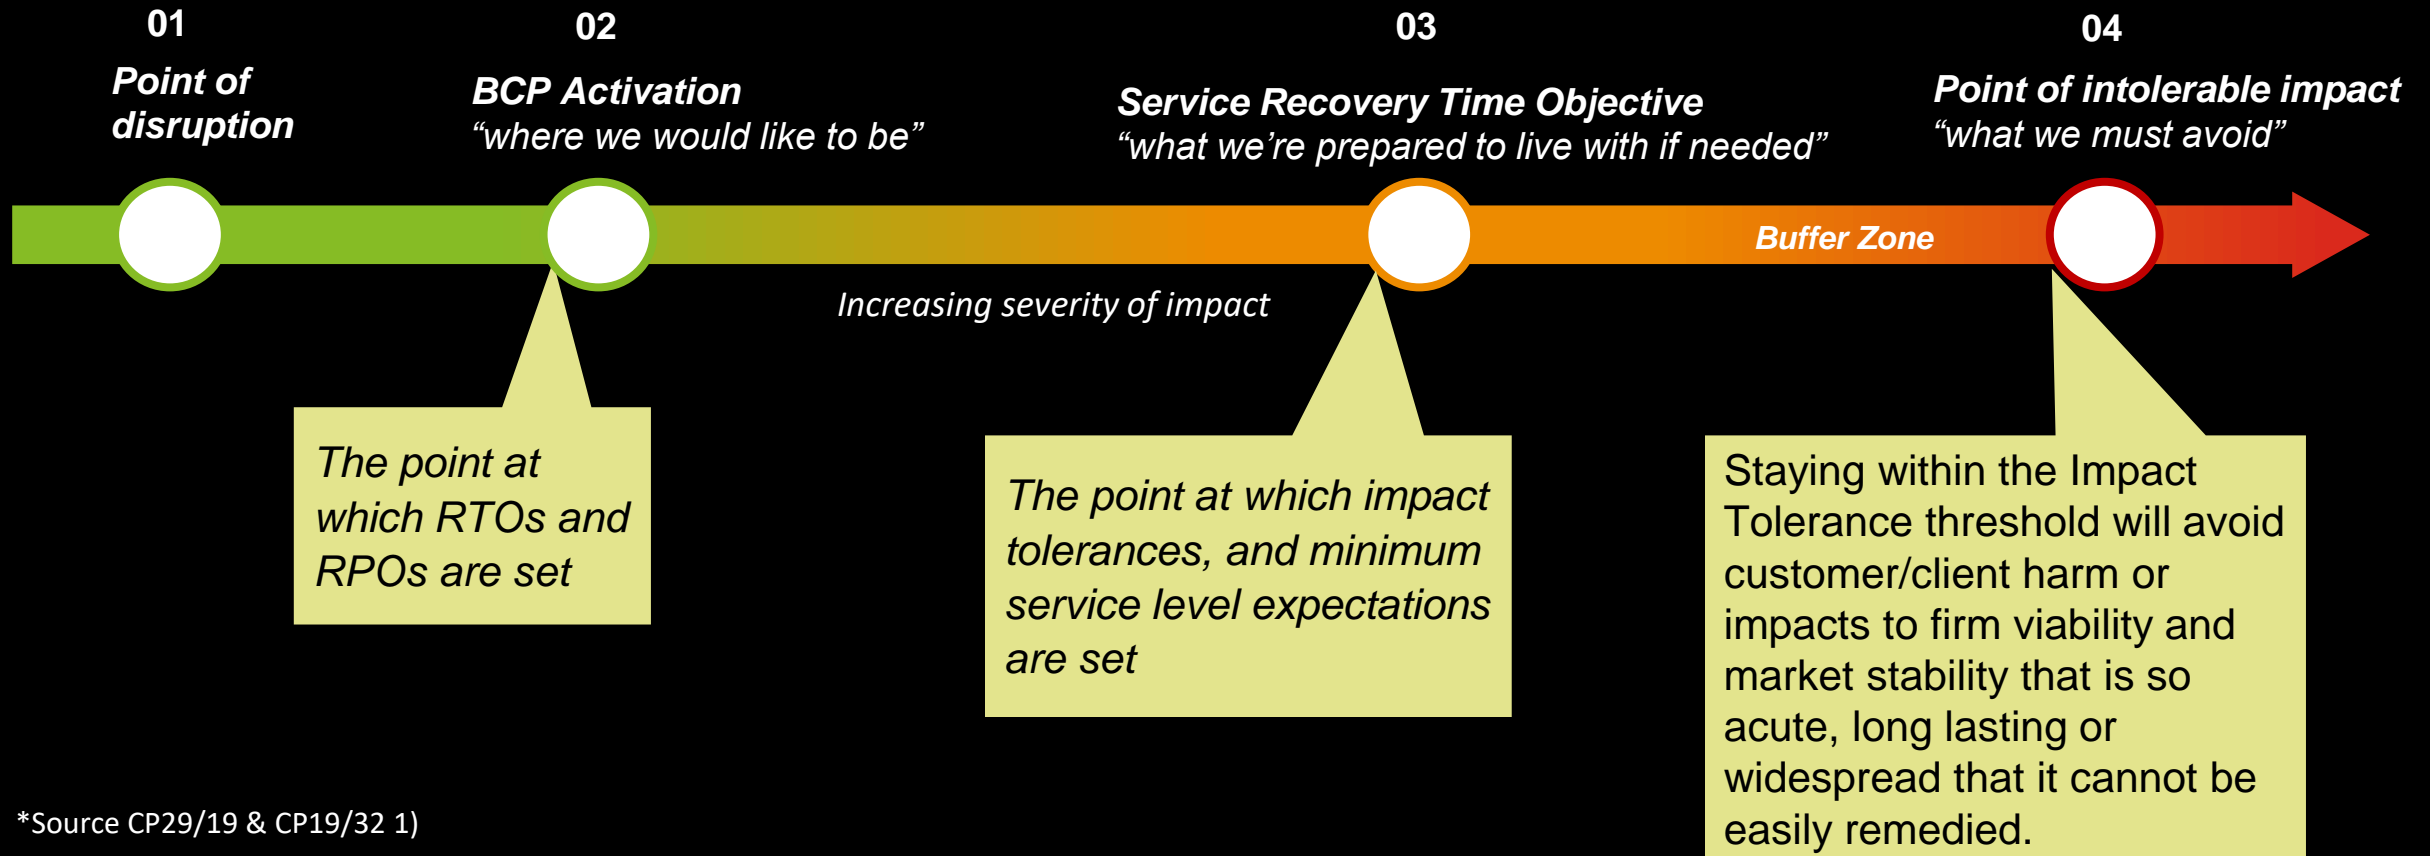 01
Point of
disruption
02
BCP Activation
“where we would like to be”
03
Service Recovery Time Objective
“what we’re prepared to live with if needed”
04
Point of intolerable impact
“what we must avoid”
Buffer Zone
Increasing severity of impact
The point at
which RTOs and
RPOs are set
The point at which impact
tolerances, and minimum
service level expectations
are set
Staying within the Impact
Tolerance threshold will avoid
customer/client harm or
impacts to firm viability and
market stability that is so
acute, long lasting or
widespread that it cannot be
easily remedied.
*Source CP29/19 & CP19/32 1)